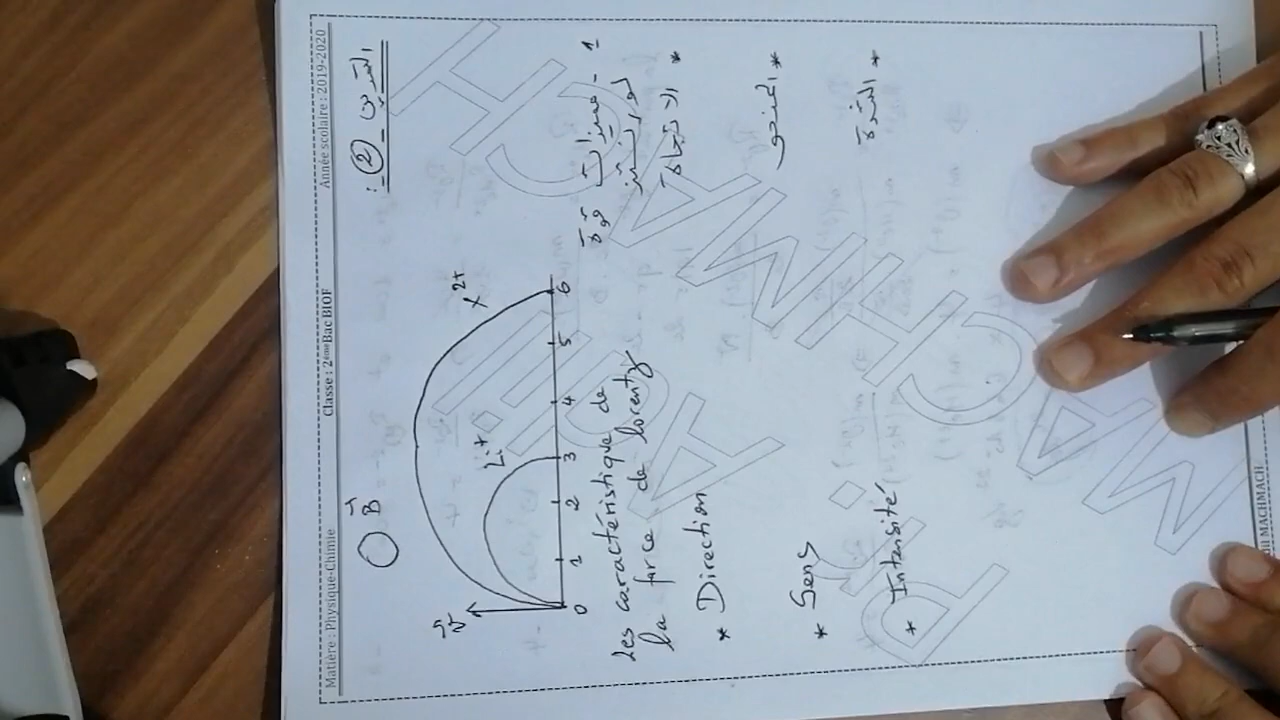 Matière : Physique-Chimie Classe : 2ème Bac BIOF Année scolaire : 2019-2020
التمرين ② :
B
V
Li+
X2+
0 1 2 3 4 5 6
les caractéristique de
la force de lorentz
1 - مميزات قوة
لورنتز
* Direction
* الاتجاه
* Sens
* المنحى
* Intensité
* الشدة
MACHMACH